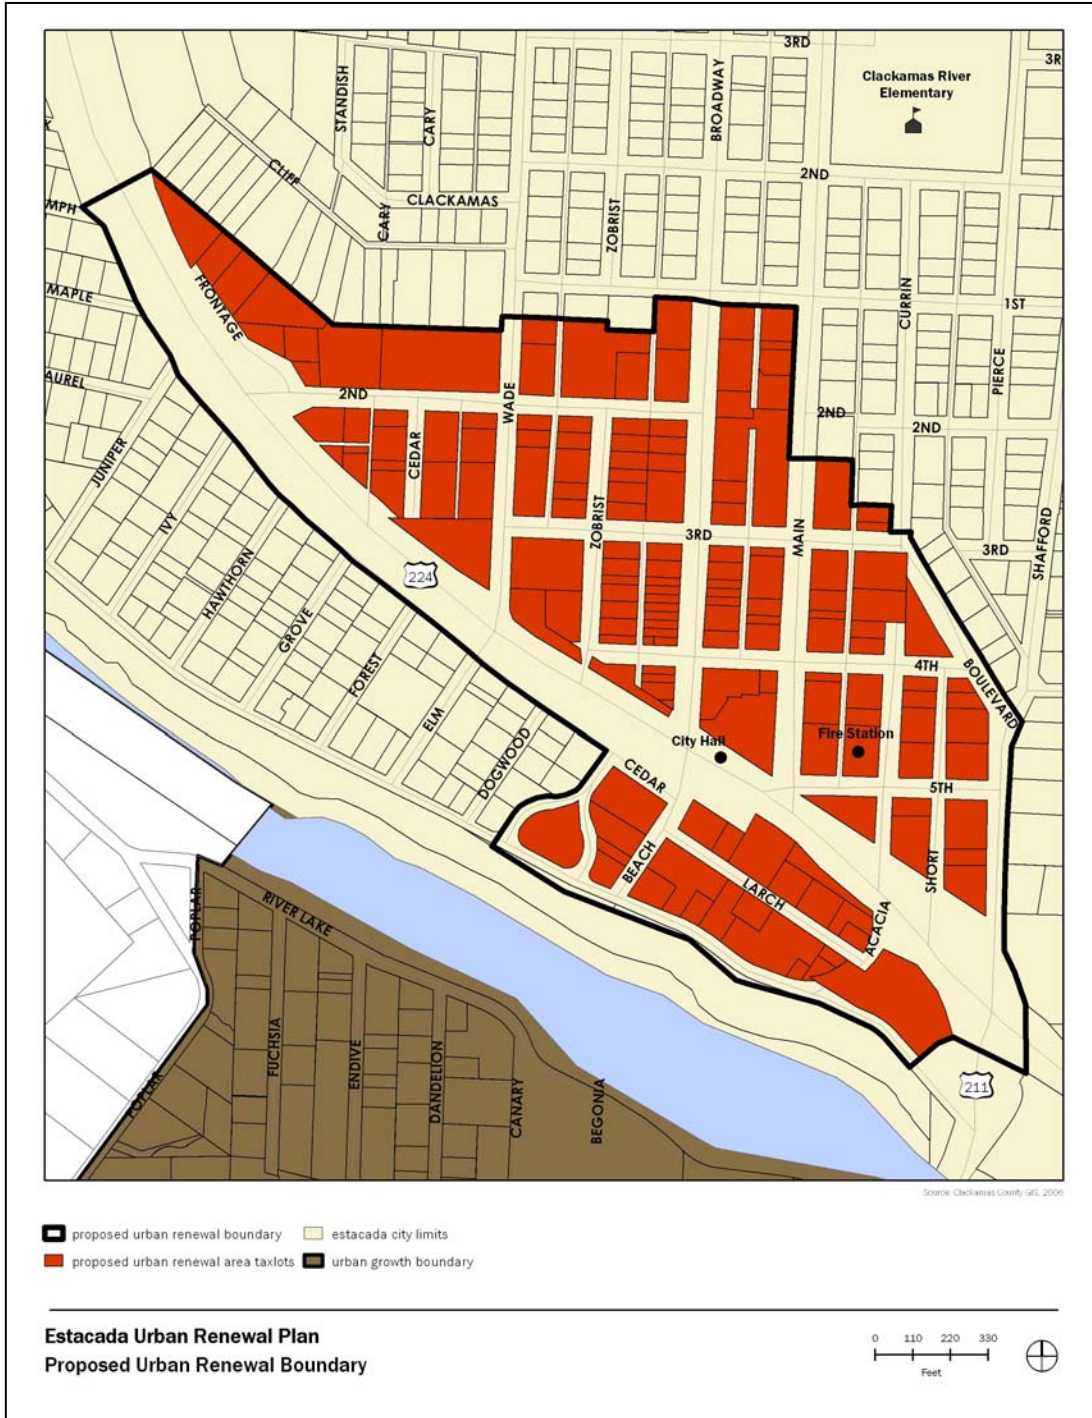 3RD
3R
Clackamas River
Elementary
STANDISH
CARY
BROADWAY
CLIFF
2ND
CLACKAMAS
CARY
ZOBRIST
MPH
FRONTAGE
MAPLE
CURRIN
1ST
PIERCE
AUREL
WADE
2ND
2ND
2ND
JUNIPER
CEDAR
IVY
ZOBRIST
3RD
MAIN
3RD
SHAFFORD
HAWTHORN
224
GROVE
FOREST
4TH
BOULEVARD
ELM
City Hall
Fire Station
DOGWOOD
CEDAR
5TH
BEACH
LARCH
SHORT
ACACIA
POPLAR
RIVER LAKE
FUCHSIA
ENDIVE
DANDELION
CANARY
BEGONIA
POPLAR
211
Source: Clackamas County GIS, 2006
proposed urban renewal boundary
estacada city limits
proposed urban renewal area taxlots
urban growth boundary
Estacada Urban Renewal Plan
Proposed Urban Renewal Boundary
0 110 220 330
Feet